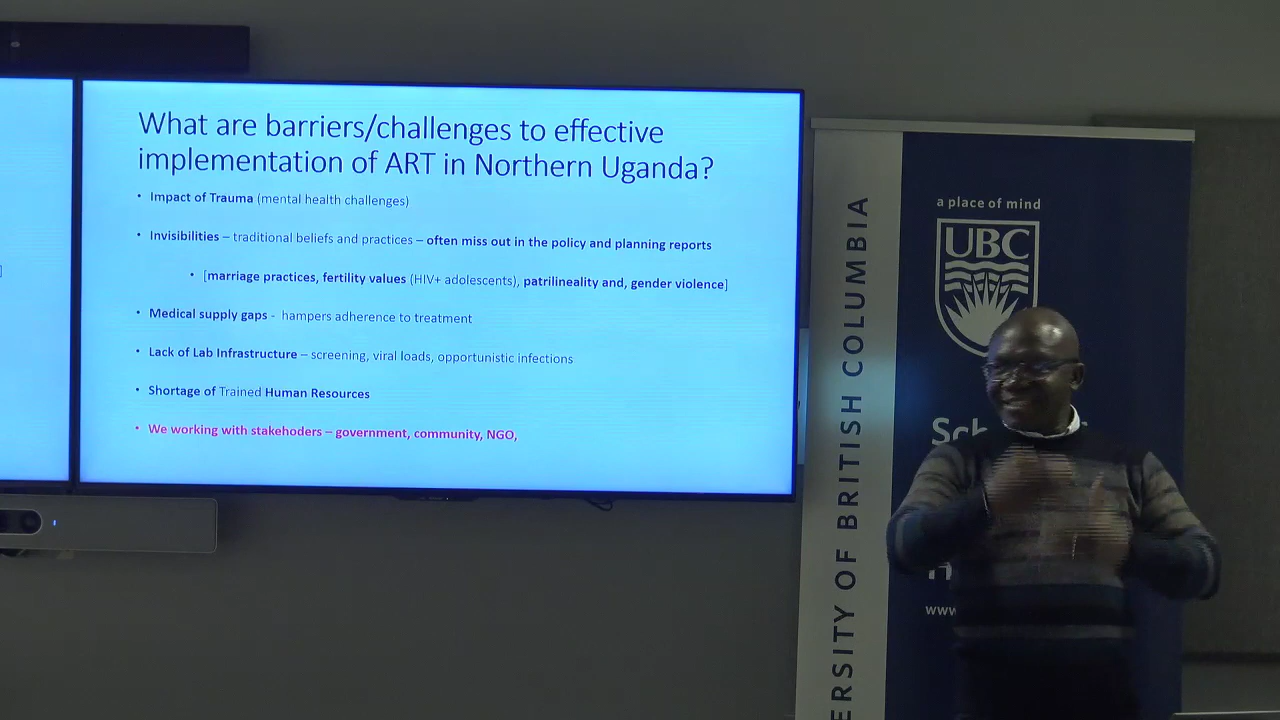 What are barriers/challenges to effective
implementation of ART in Northern Uganda?
• Impact of Trauma (mental health challenges)
• Invisibilities – traditional beliefs and practices – often miss out in the policy and planning reports
• [marriage practices, fertility values (HIV+ adolescents), patrilineality and, gender violence]
• Medical supply gaps - hampers adherence to treatment
• Lack of Lab Infrastructure – screening, viral loads, opportunistic infections
• Shortage of Trained Human Resources
• We working with stakehoders – government, community, NGO,
]
ERSITY OF BRITISH COLUMBIA
a place of mind
UBC
www